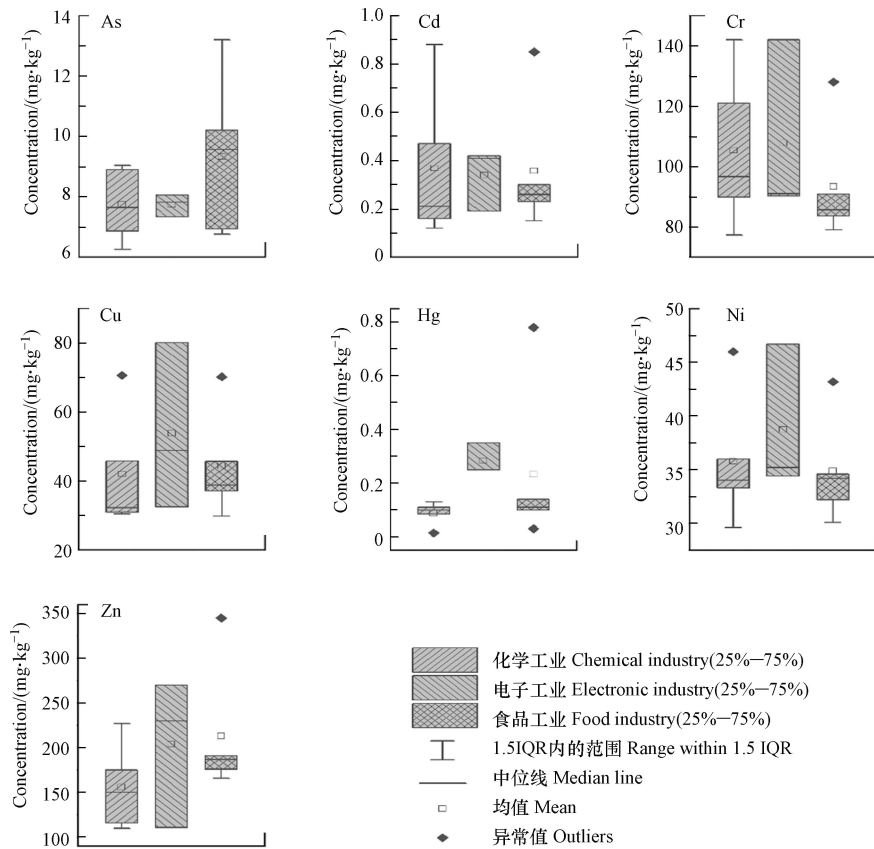 As
Concentration/(mg·kg⁻¹)
14
12
10
8
6
Cd
Concentration/(mg·kg⁻¹)
1.0
0.8
0.6
0.4
0.2
0
Cr
Concentration/(mg·kg⁻¹)
140
120
100
80
Cu
Concentration/(mg·kg⁻¹)
80
60
40
20
Hg
Concentration/(mg·kg⁻¹)
0.8
0.6
0.4
0.2
0
Ni
Concentration/(mg·kg⁻¹)
50
45
40
35
30
Zn
Concentration/(mg·kg⁻¹)
350
300
250
200
150
100
化学工业 Chemical industry(25%—75%)
电子工业 Electronic industry(25%—75%)
食品工业 Food industry(25%—75%)
1.5IQR内的范围 Range within 1.5 IQR
中位线 Median line
均值 Mean
异常值 Outliers